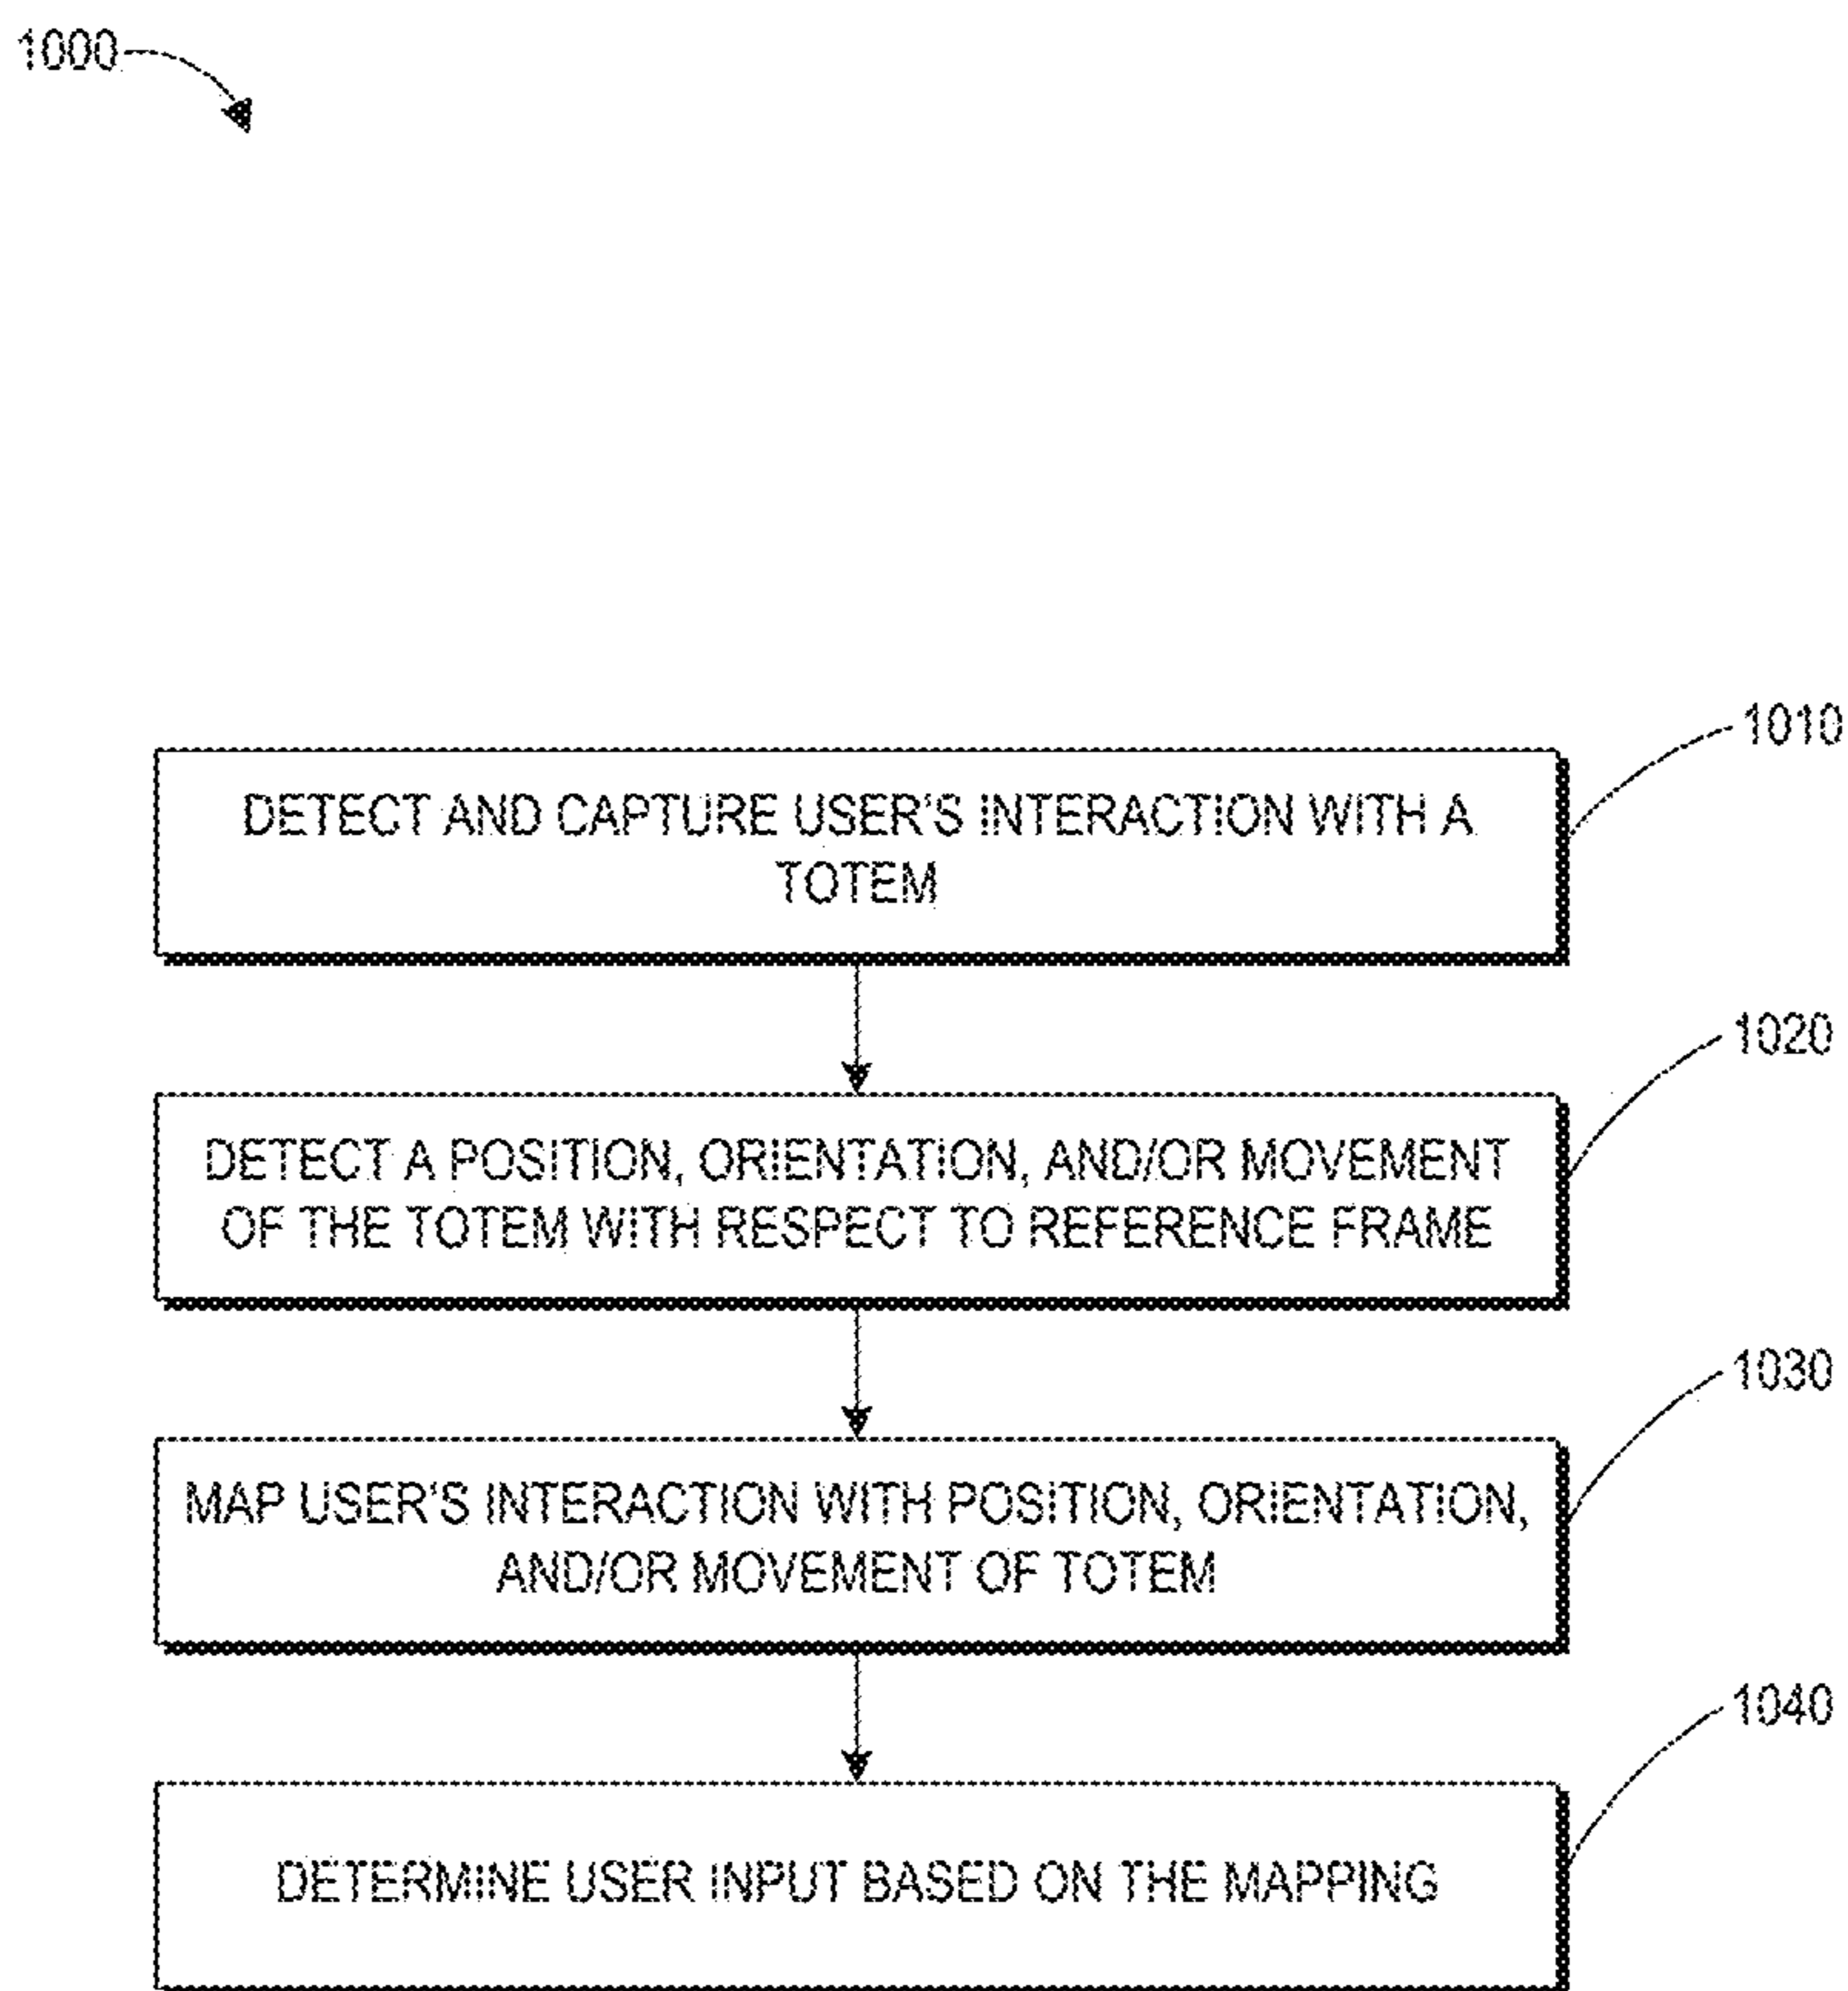 1000
1010
DETECT AND CAPTURE USER'S INTERACTION WITH A
TOTEM
1020
DETECT A POSITION, ORIENTATION, AND/OR MOVEMENT
OF THE TOTEM WITH RESPECT TO REFERENCE FRAME
1030
MAP USER'S INTERACTION WITH POSITION, ORIENTATION,
AND/OR MOVEMENT OF TOTEM
1040
DETERMINE USER INPUT BASED ON THE MAPPING